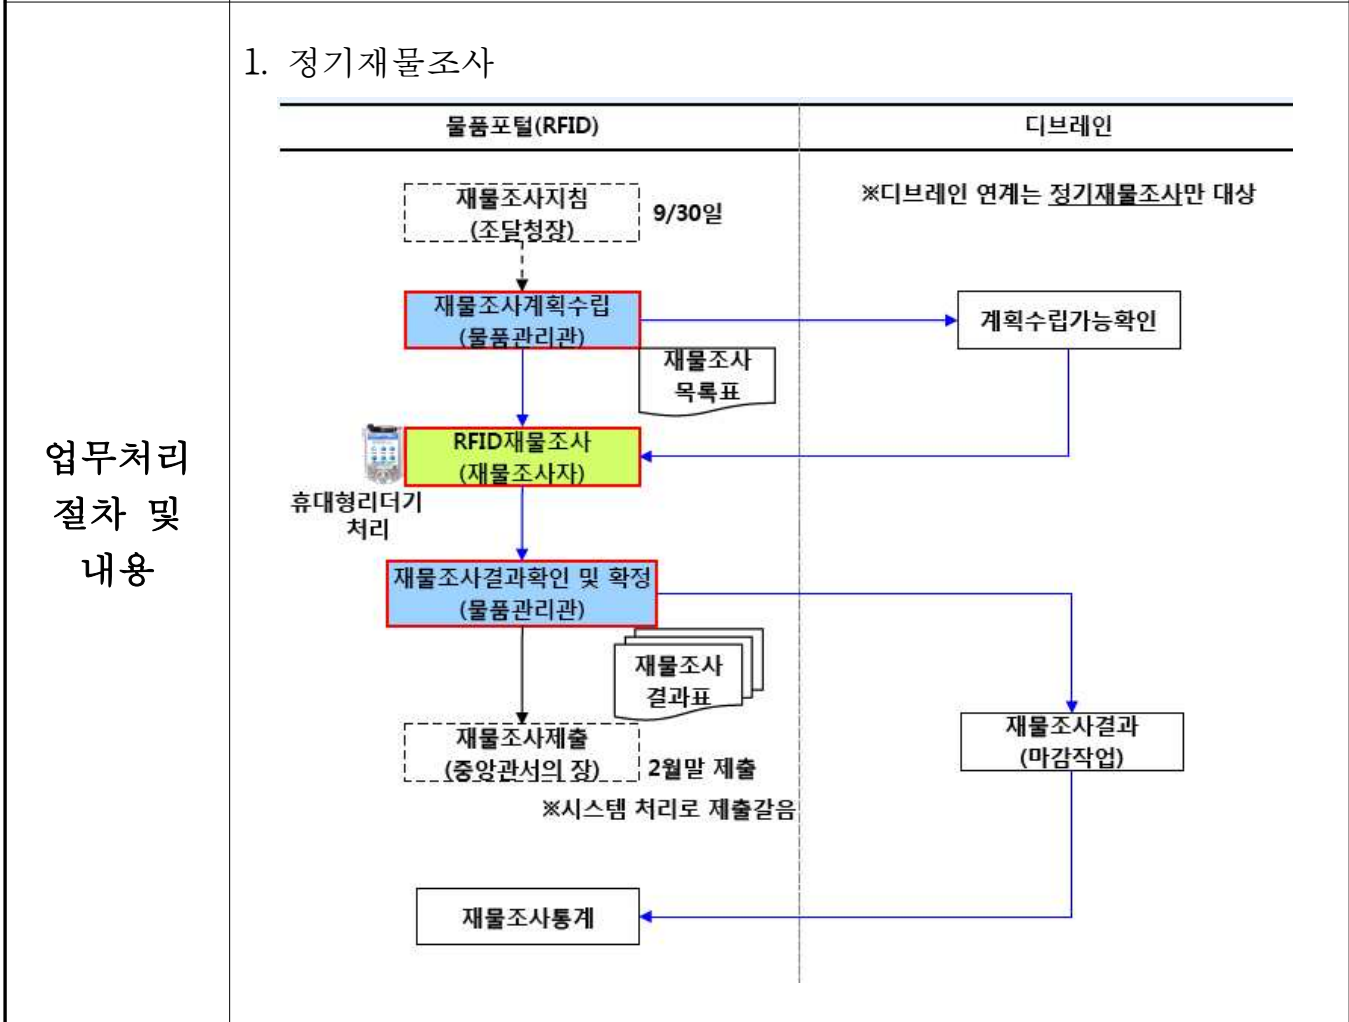 업무처리
절차 및
내용
1. 정기재물조사
물품포털(RFID)
디브레인
재물조사지침
(조달청장)
9/30일
※디브레인 연계는 정기재물조사만 대상
재물조사계획수립
(물품관리관)
계획수립가능확인
재물조사
목록표
RFID재물조사
(재물조사자)
휴대형리더기
처리
재물조사결과확인 및 확정
(물품관리관)
재물조사
결과표
재물조사제출
(중앙관서의 장)
2월말 제출
※시스템 처리로 제출갈음
재물조사결과
(마감작업)
재물조사통계